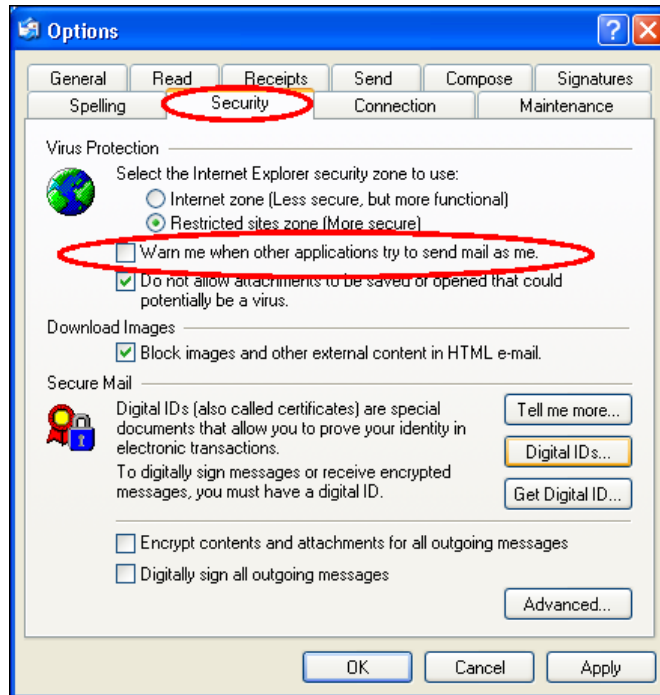 Options
General Read Receipts Send Compose Signatures
Spelling Security Connection Maintenance
Virus Protection
Select the Internet Explorer security zone to use:
Internet zone (Less secure, but more functional)
Restricted sites zone (More secure)
Warn me when other applications try to send mail as me.
Do not allow attachments to be saved or opened that could
potentially be a virus.
Download Images
Block images and other external content in HTML e-mail.
Secure Mail
Digital IDs (also called certificates) are special
documents that allow you to prove your identity in
electronic transactions.
Tell me more...
Digital IDs...
To digitally sign messages or receive encrypted
messages, you must have a digital ID.
Get Digital ID...
Encrypt contents and attachments for all outgoing messages
Digitally sign all outgoing messages
Advanced...
OK Cancel Apply